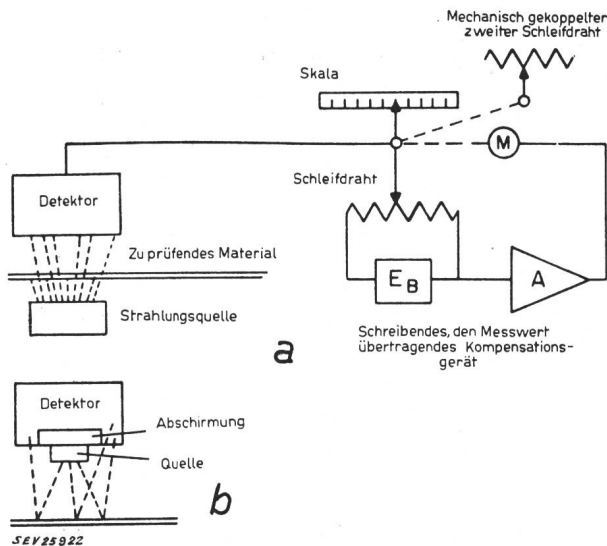 a
Mechanisch gekoppelter
zweiter Schleifdraht
Skala
M
Schleifdraht
Detektor
Zu prüfendes Material
Strahlungsquelle
E_B
A
Schreibendes, den Messwert
übertragendes Kompensations-
gerät
a
b
Detektor
Abschirmung
Quelle
b
SEV25922